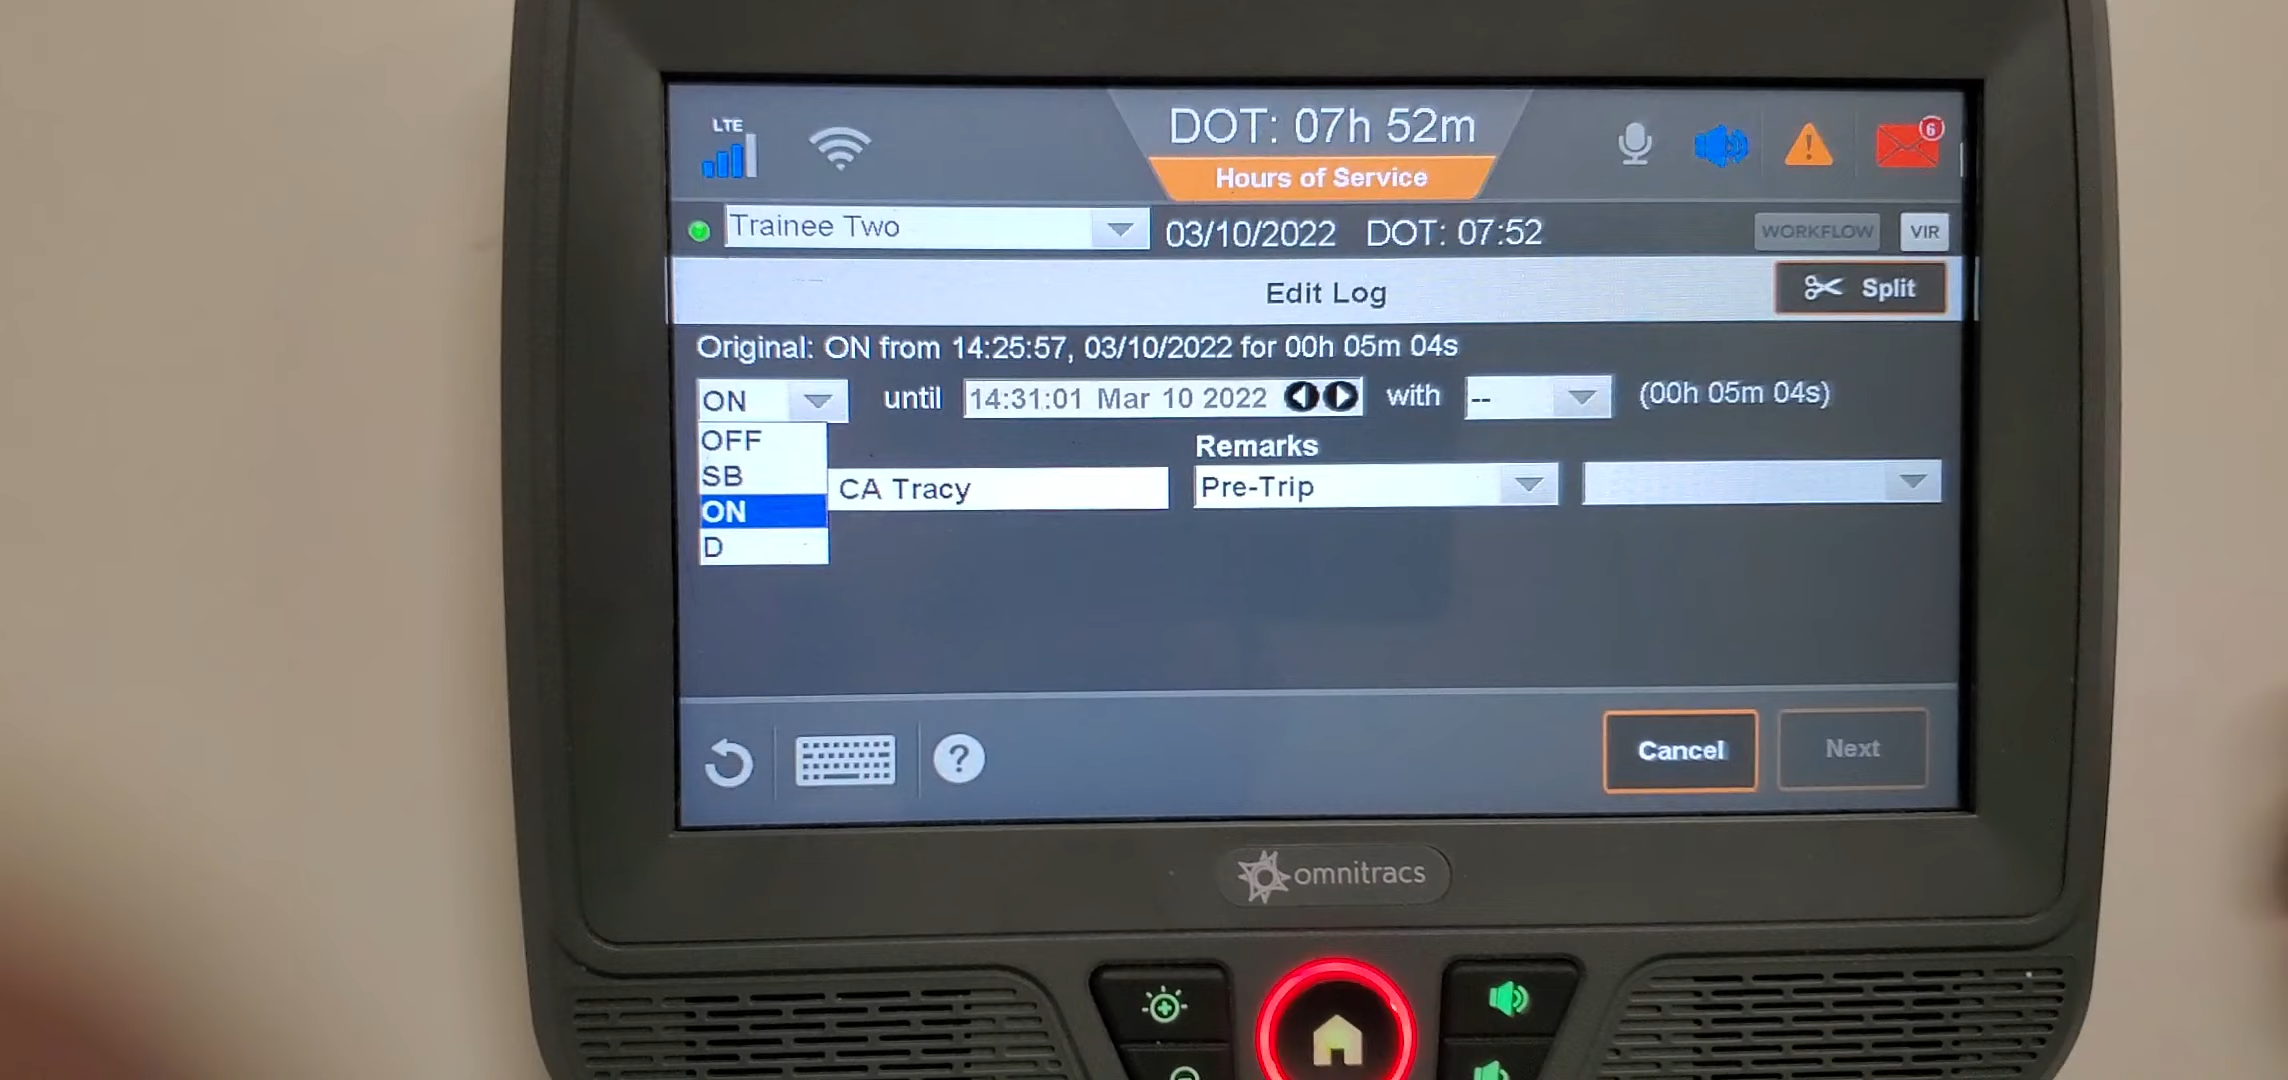 LTE
DOT: 07h 52m
6
Hours of Service
Trainee Two
03/10/2022 DOT: 07:52
WORKFLOW
VIR
Edit Log
Split
Original: ON from 14:25:57, 03/10/2022 for 00h 05m 04s
ON until 14:31:01 Mar 10 2022 with -- (00h 05m 04s)
OFF
SB
ON
D
Remarks
CA Tracy
Pre-Trip
?
Cancel
Next
omnitracs